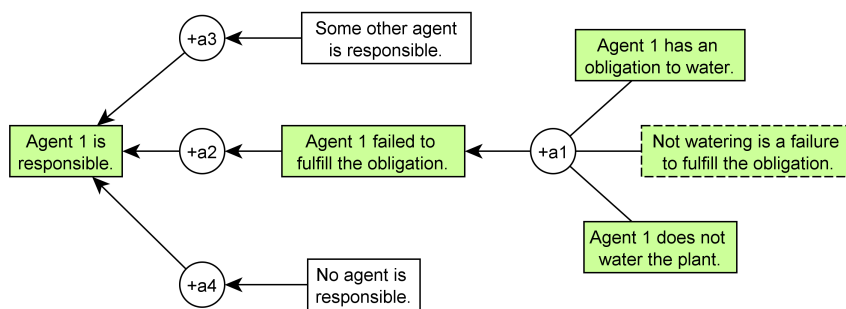 Some other agent
is responsible.
+a3
Agent 1 has an
obligation to water.
Agent 1 is
responsible.
+a2
Agent 1 failed to
fulfill the obligation.
+a1
Not watering is a failure
to fulfill the obligation.
Agent 1 does not
water the plant.
+a4
No agent is
responsible.